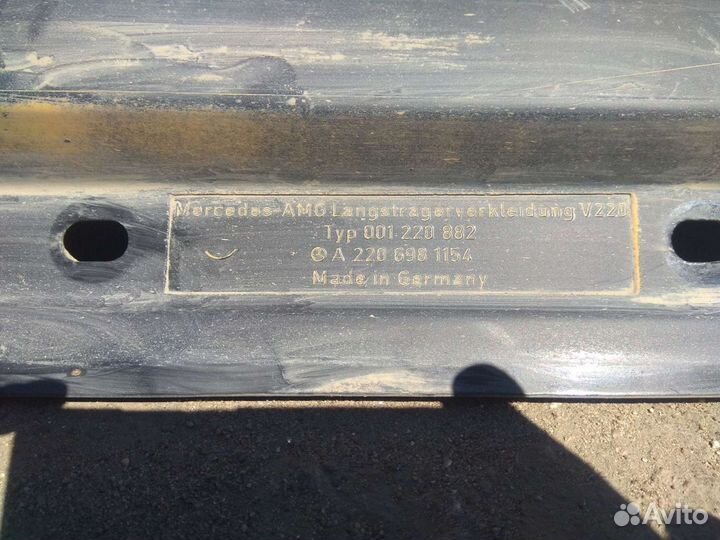 Mercedes-AMG Längsträgerverkleidung V220
Typ 001 220 882
A 220 698 1154
Made in Germany
Avito